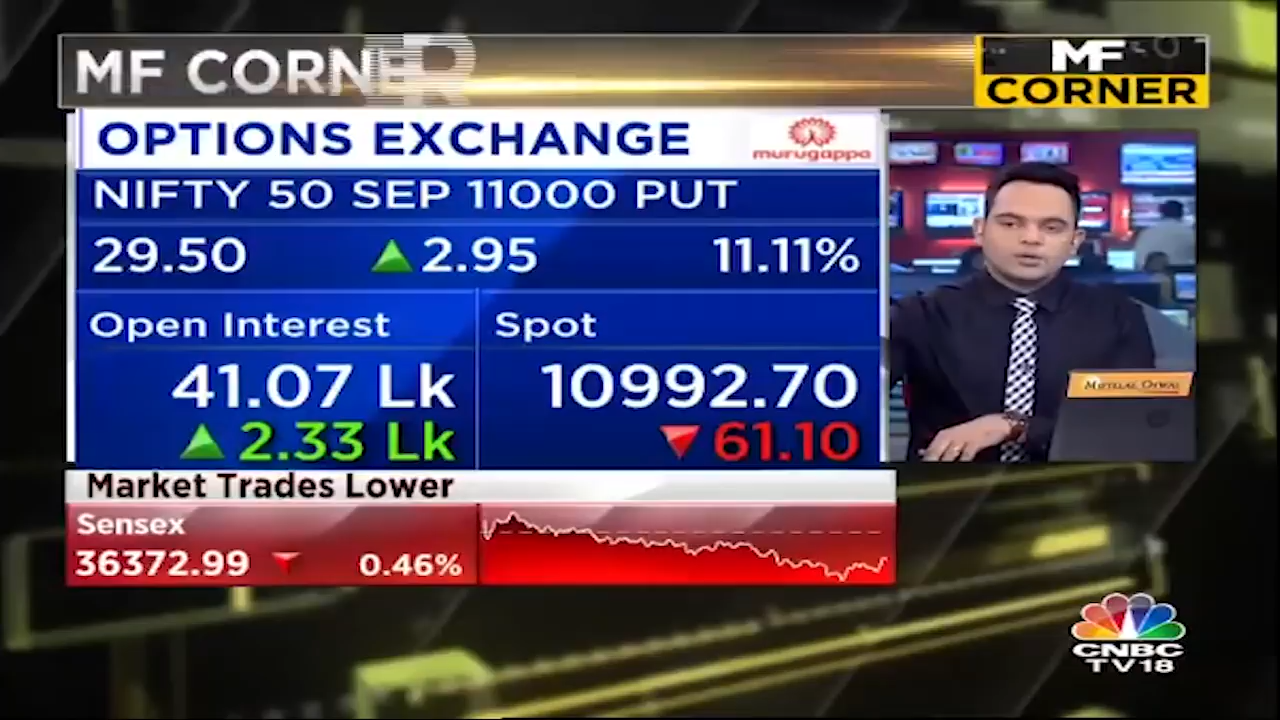 MF CORNER
MF
CORNER
OPTIONS EXCHANGE
murugappa
NIFTY 50 SEP 11000 PUT
29.50 2.95 11.11%
Open Interest Spot
41.07 Lk 10992.70
2.33 Lk 61.10
MOTILAL OSWAL
Market Trades Lower
Sensex
36372.99 0.46%
CNBC
TV18